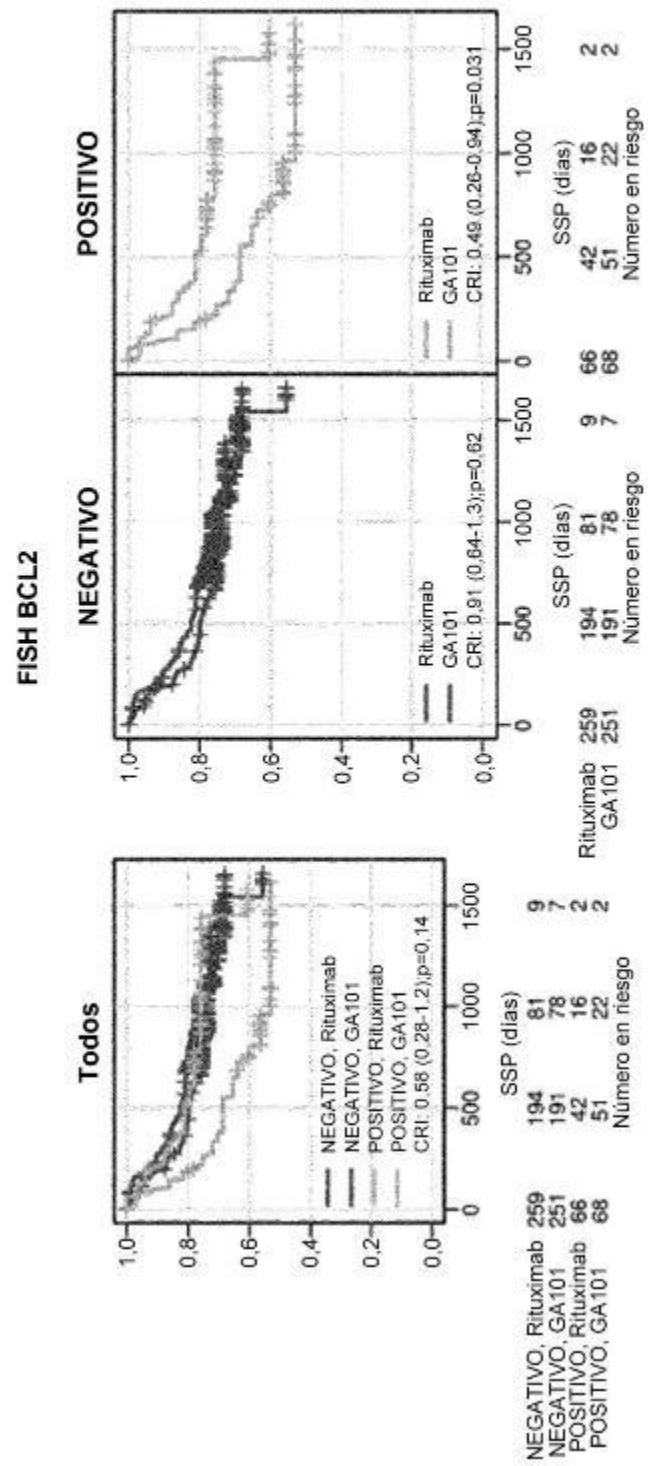 FISH BCL2
Todos
1,0
0,8
0,6
0,4
0,2
0,0
NEGATIVO, Rituximab
NEGATIVO, GA101
POSITIVO, Rituximab
POSITIVO, GA101
CRI: 0.58 (0,28-1,2);p=0,14
0 500 1000 1500
SSP (días)
NEGATIVO, Rituximab 259 194 81 9
NEGATIVO, GA101 251 191 78 7
POSITIVO, Rituximab 66 42 16 2
POSITIVO, GA101 68 51 22 2
Número en riesgo
NEGATIVO
1,0
0,8
0,6
0,4
0,2
0,0
Rituximab
GA101
CRI: 0,91 (0,64-1,3);p=0,62
0 500 1000 1500
SSP (días)
Rituximab 259 194 81 9
GA101 251 191 78 7
Número en riesgo
POSITIVO
Rituximab
GA101
CRI: 0,49 (0,26-0,94);p=0,031
0 500 1000 1500
SSP (días)
66 42 16 2
68 51 22 2
Número en riesgo